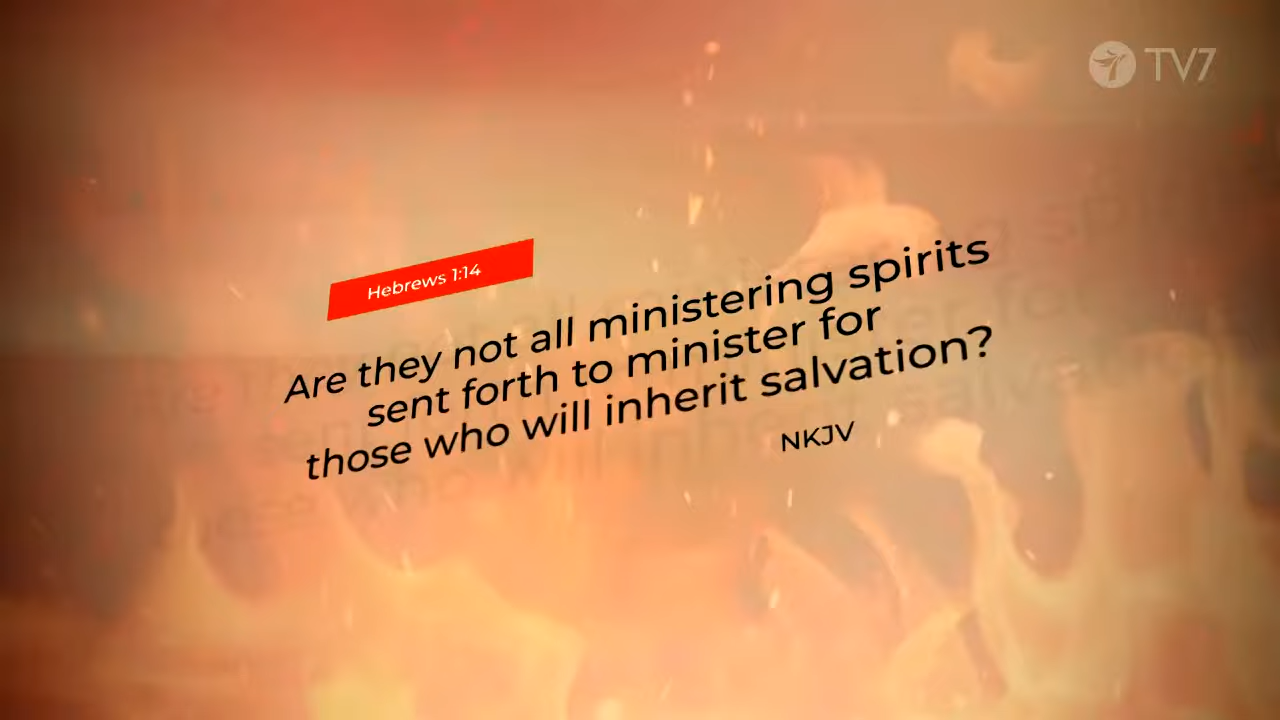 TV7
Hebrews 1:14
Are they not all ministering spirits
sent forth to minister for
those who will inherit salvation?
NKJV